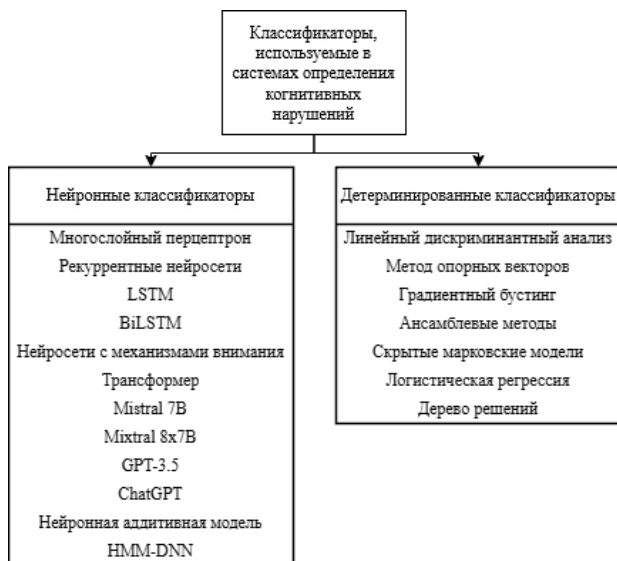 Классификаторы,
используемые в
системах определения
когнитивных
нарушений
Нейронные классификаторы
Многослойный перцептрон
Рекуррентные нейросети
LSTM
BiLSTM
Нейросети с механизмами внимания
Трансформер
Mistral 7B
Mixtral 8x7B
GPT-3.5
ChatGPT
Нейронная аддитивная модель
HMM-DNN
Детерминированные классификаторы
Линейный дискриминантный анализ
Метод опорных векторов
Градиентный бустинг
Ансамблевые методы
Скрытые марковские модели
Логистическая регрессия
Дерево решений